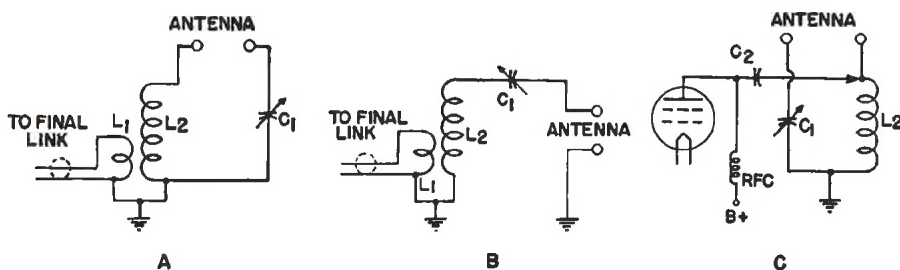 ANTENNA
TO FINAL
LINK
L1
L2
C1
A
TO FINAL
LINK
L1
L2
C1
ANTENNA
B
ANTENNA
C2
C1
L2
RFC
B+
C